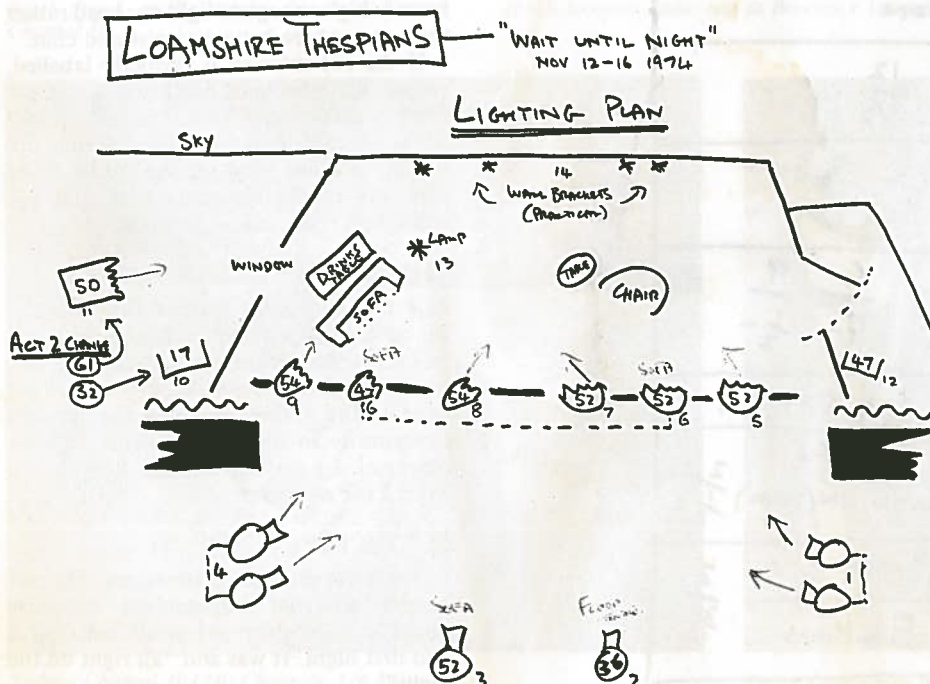 LOAMSHIRE THESPIANS
"WAIT UNTIL NIGHT"
NOV 12-16 1974
LIGHTING PLAN
SKY
14
WALL BRACKETS
(PRACTICAL)
LAMP
13
WINDOW
DRINKS
TABLE
SOFA
TABLE
CHAIR
50
11
ACT 2 CHANGE
61
32
17
10
47
12
SOFA
SOFA
54
9
16
54
8
52
7
52
6
52
5
4
1
SOFA
52
3
FLOOR
36
2